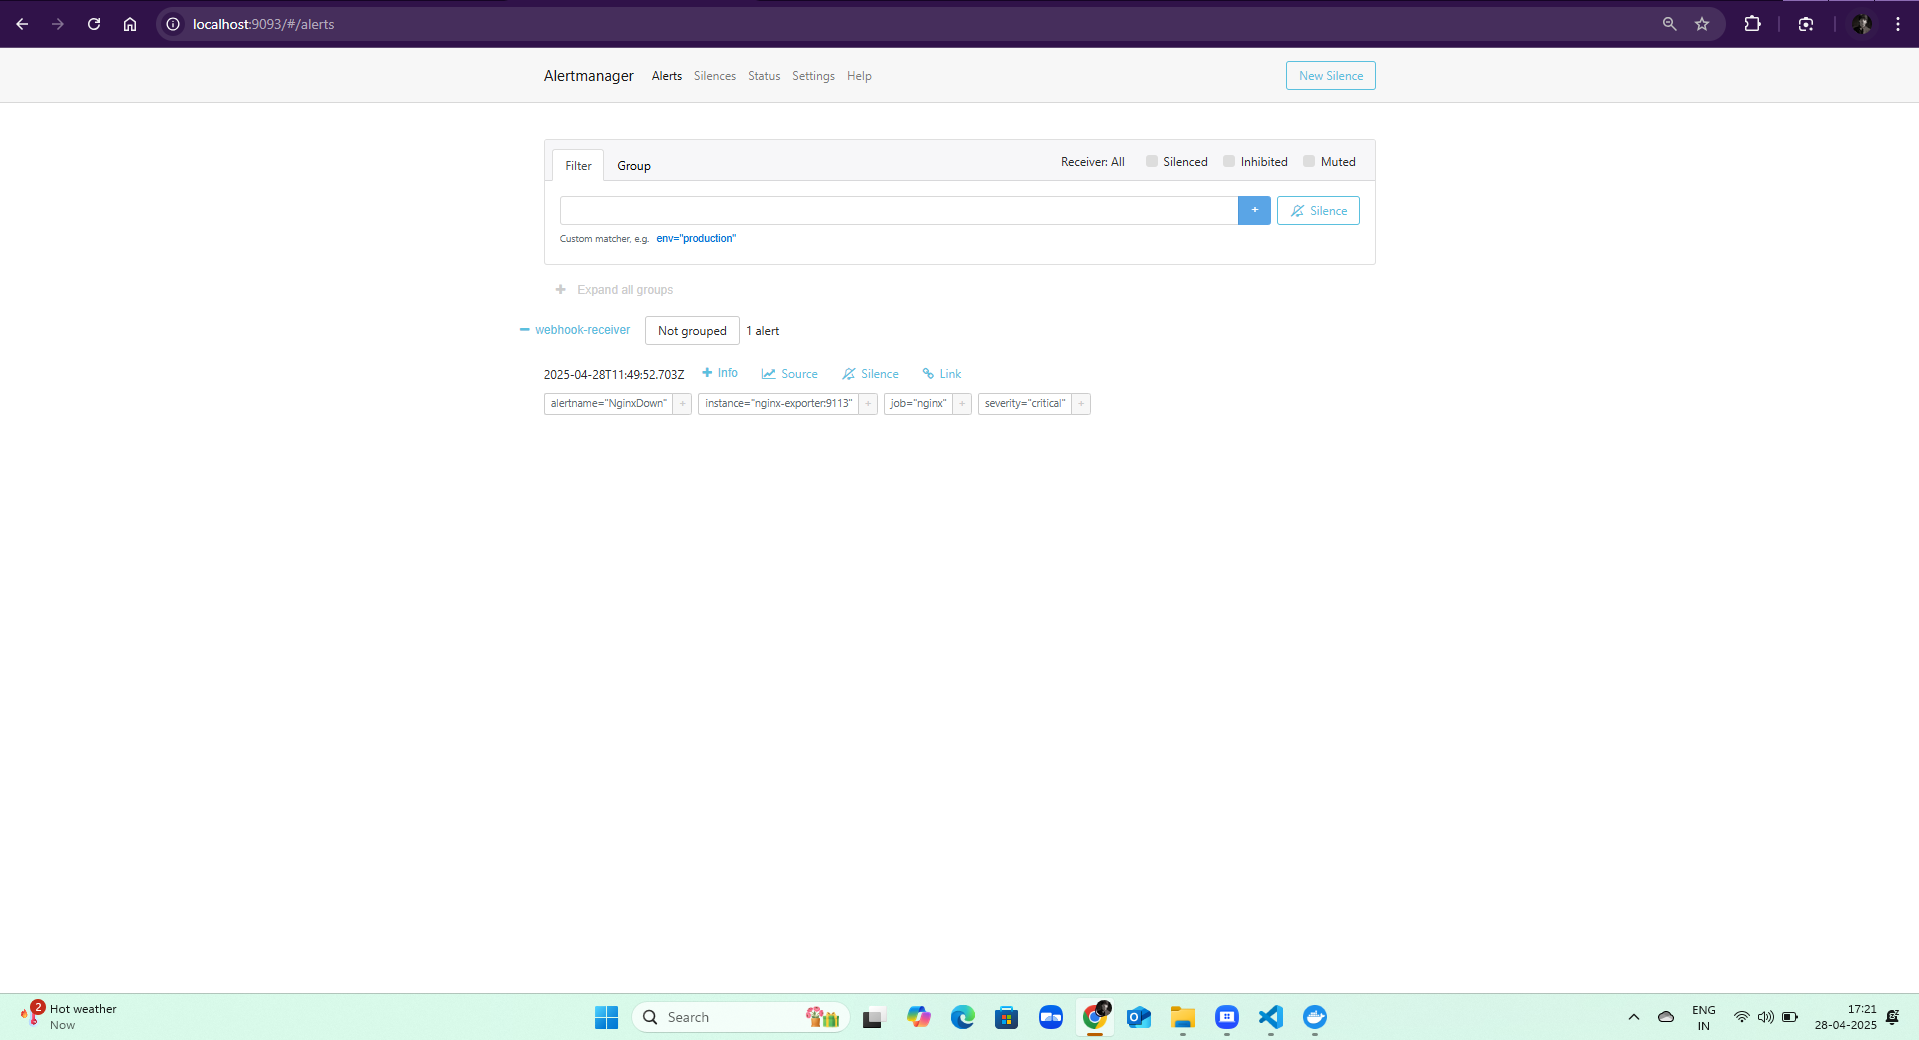 localhost:9093/#/alerts
Alertmanager Alerts Silences Status Settings Help New Silence
Filter Group Receiver: All Silenced Inhibited Muted
+ Silence
Custom matcher, e.g. env="production"
+ Expand all groups
webhook-receiver Not grouped 1 alert
2025-04-28T11:49:52.703Z + Info Source Silence Link
alertname="NginxDown" + instance="nginx-exporter:9113" + job="nginx" + severity="critical" +
2 Hot weather
Now
Search
ENG
IN
17:21
28-04-2025